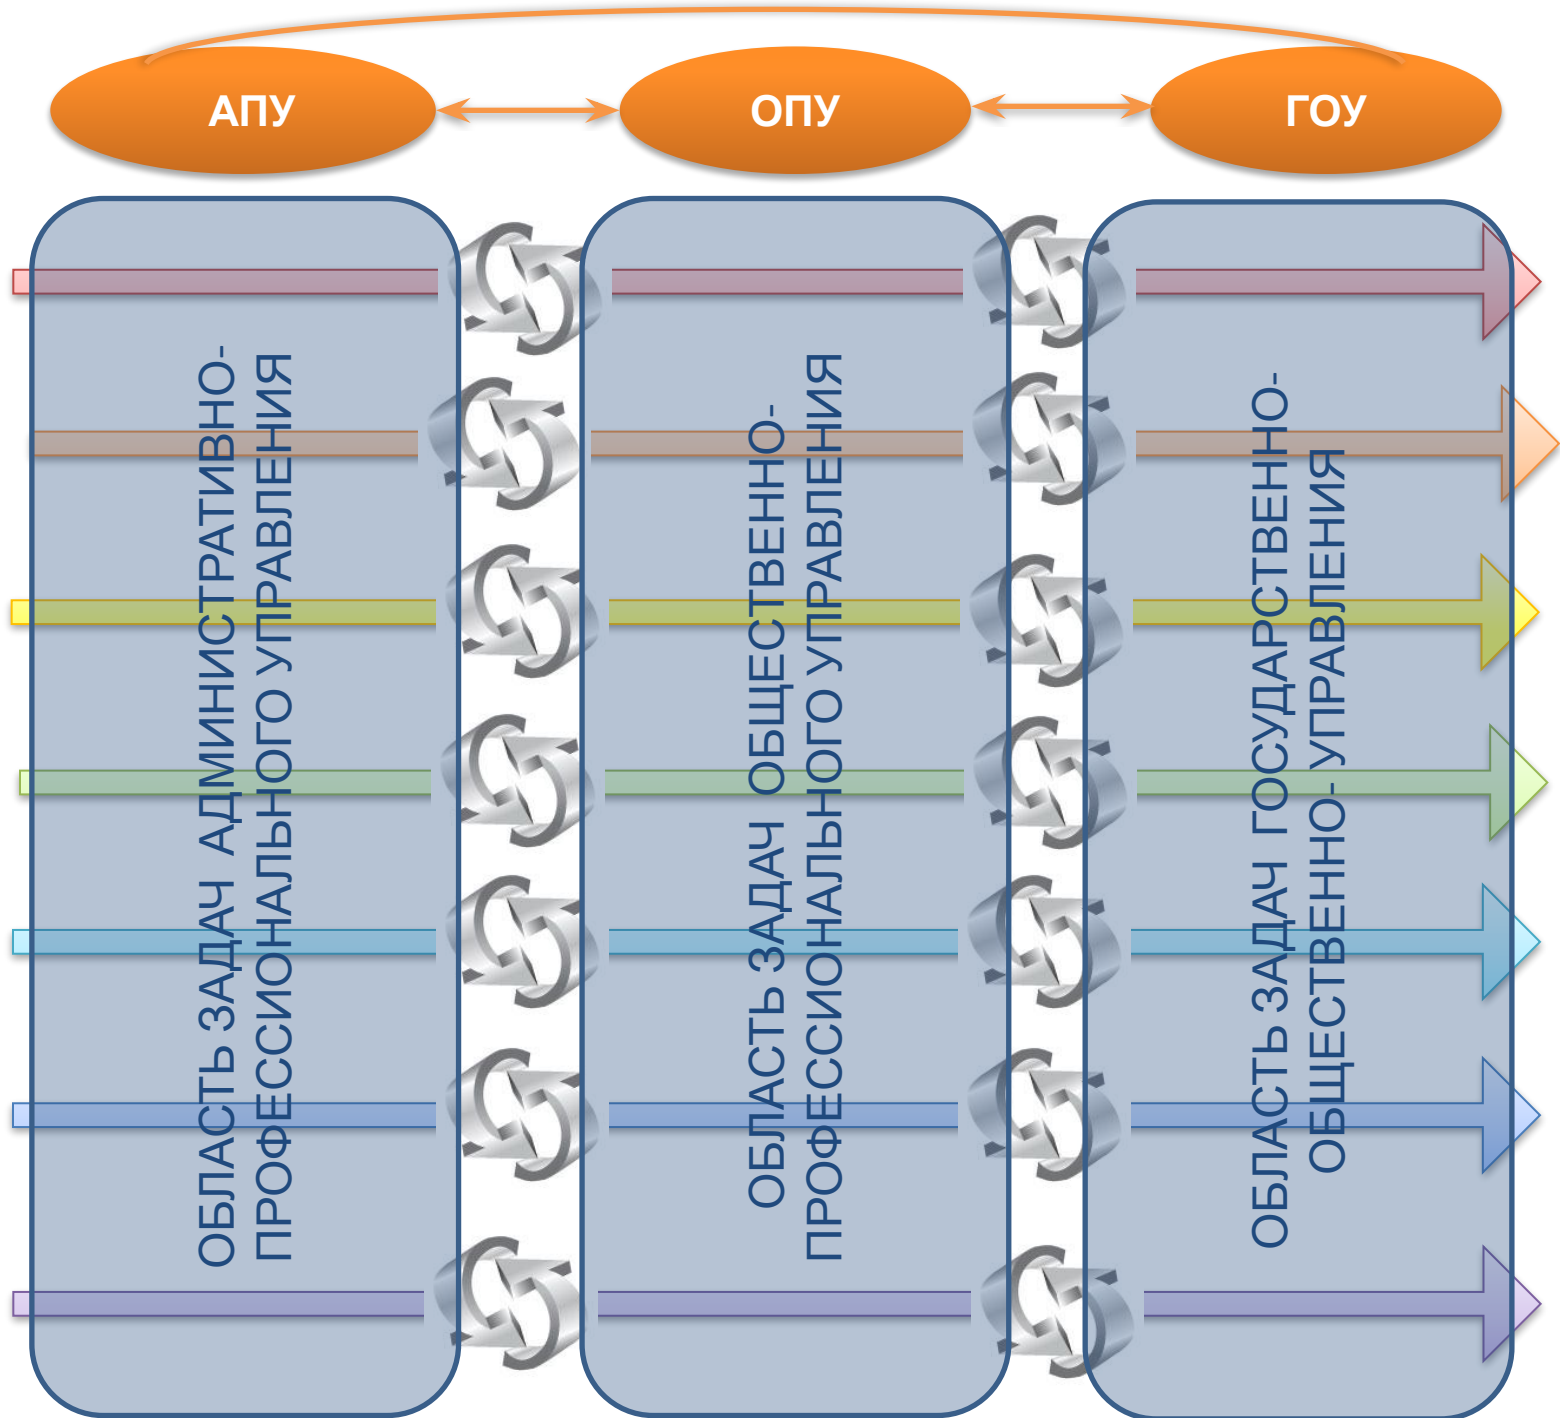 АПУ
ОПУ
ГОУ
ОБЛАСТЬ ЗАДАЧ АДМИНИСТРАТИВНО-
ПРОФЕССИОНАЛЬНОГО УПРАВЛЕНИЯ
ОБЛАСТЬ ЗАДАЧ ОБЩЕСТВЕННО-
ПРОФЕССИОНАЛЬНОГО УПРАВЛЕНИЯ
ОБЛАСТЬ ЗАДАЧ ГОСУДАРСТВЕННО-
ОБЩЕСТВЕННО- УПРАВЛЕНИЯ